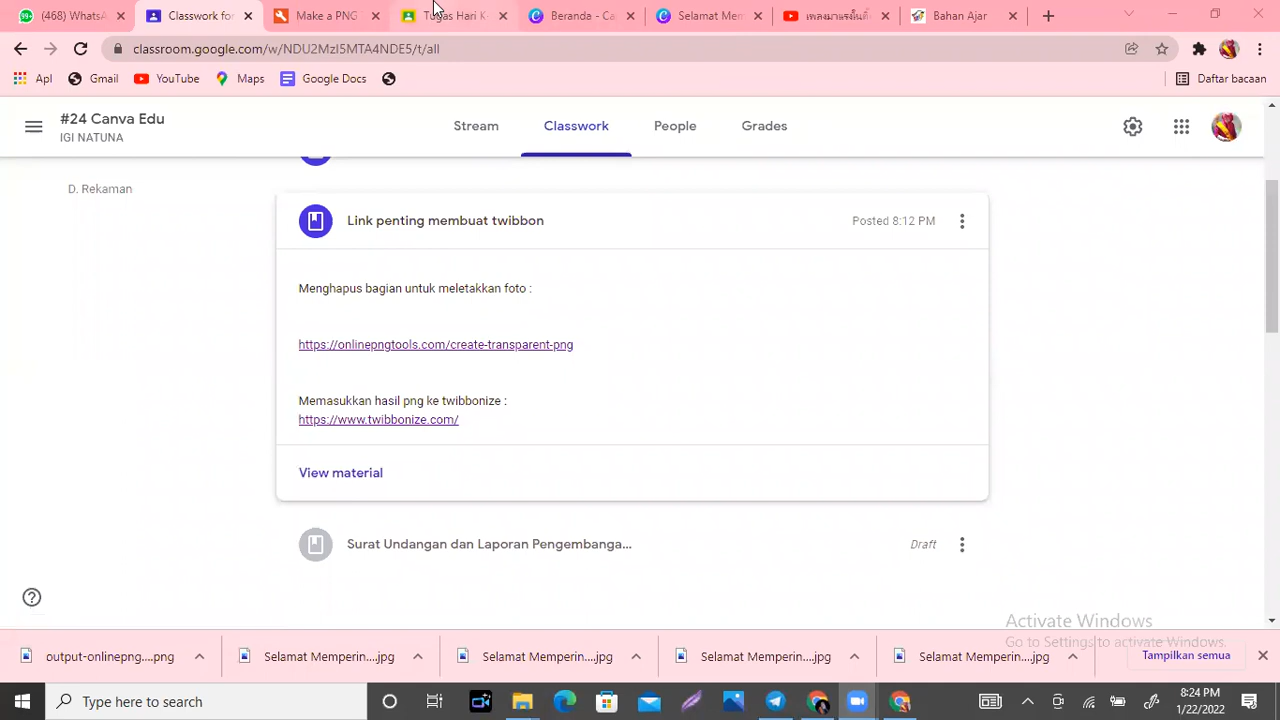 (468) WhatsA
Classwork for
Make a PNG
Tugas Hari K
Beranda - Ca
Selamat Mem
Bahan Ajar
classroom.google.com/w/NDU2MzI5MTA4NDE5/t/all
Apl
Gmail
YouTube
Maps
Google Docs
Daftar bacaan
#24 Canva Edu
IGI NATUNA
Stream
Classwork
People
Grades
D. Rekaman
Link penting membuat twibbon
Posted 8:12 PM
Menghapus bagian untuk meletakkan foto :
https://onlinepngtools.com/create-transparent-png
Memasukkan hasil png ke twibbonize :
https://www.twibbonize.com/
View material
Surat Undangan dan Laporan Pengembanga...
Draft
Activate Windows
Go to Settings to activate Windows.
output-onlinepng....png
Selamat Memperin....jpg
Selamat Memperin....jpg
Selamat Memperin....jpg
Selamat Memperin....jpg
Tampilkan semua
Type here to search
8:24 PM
1/22/2022